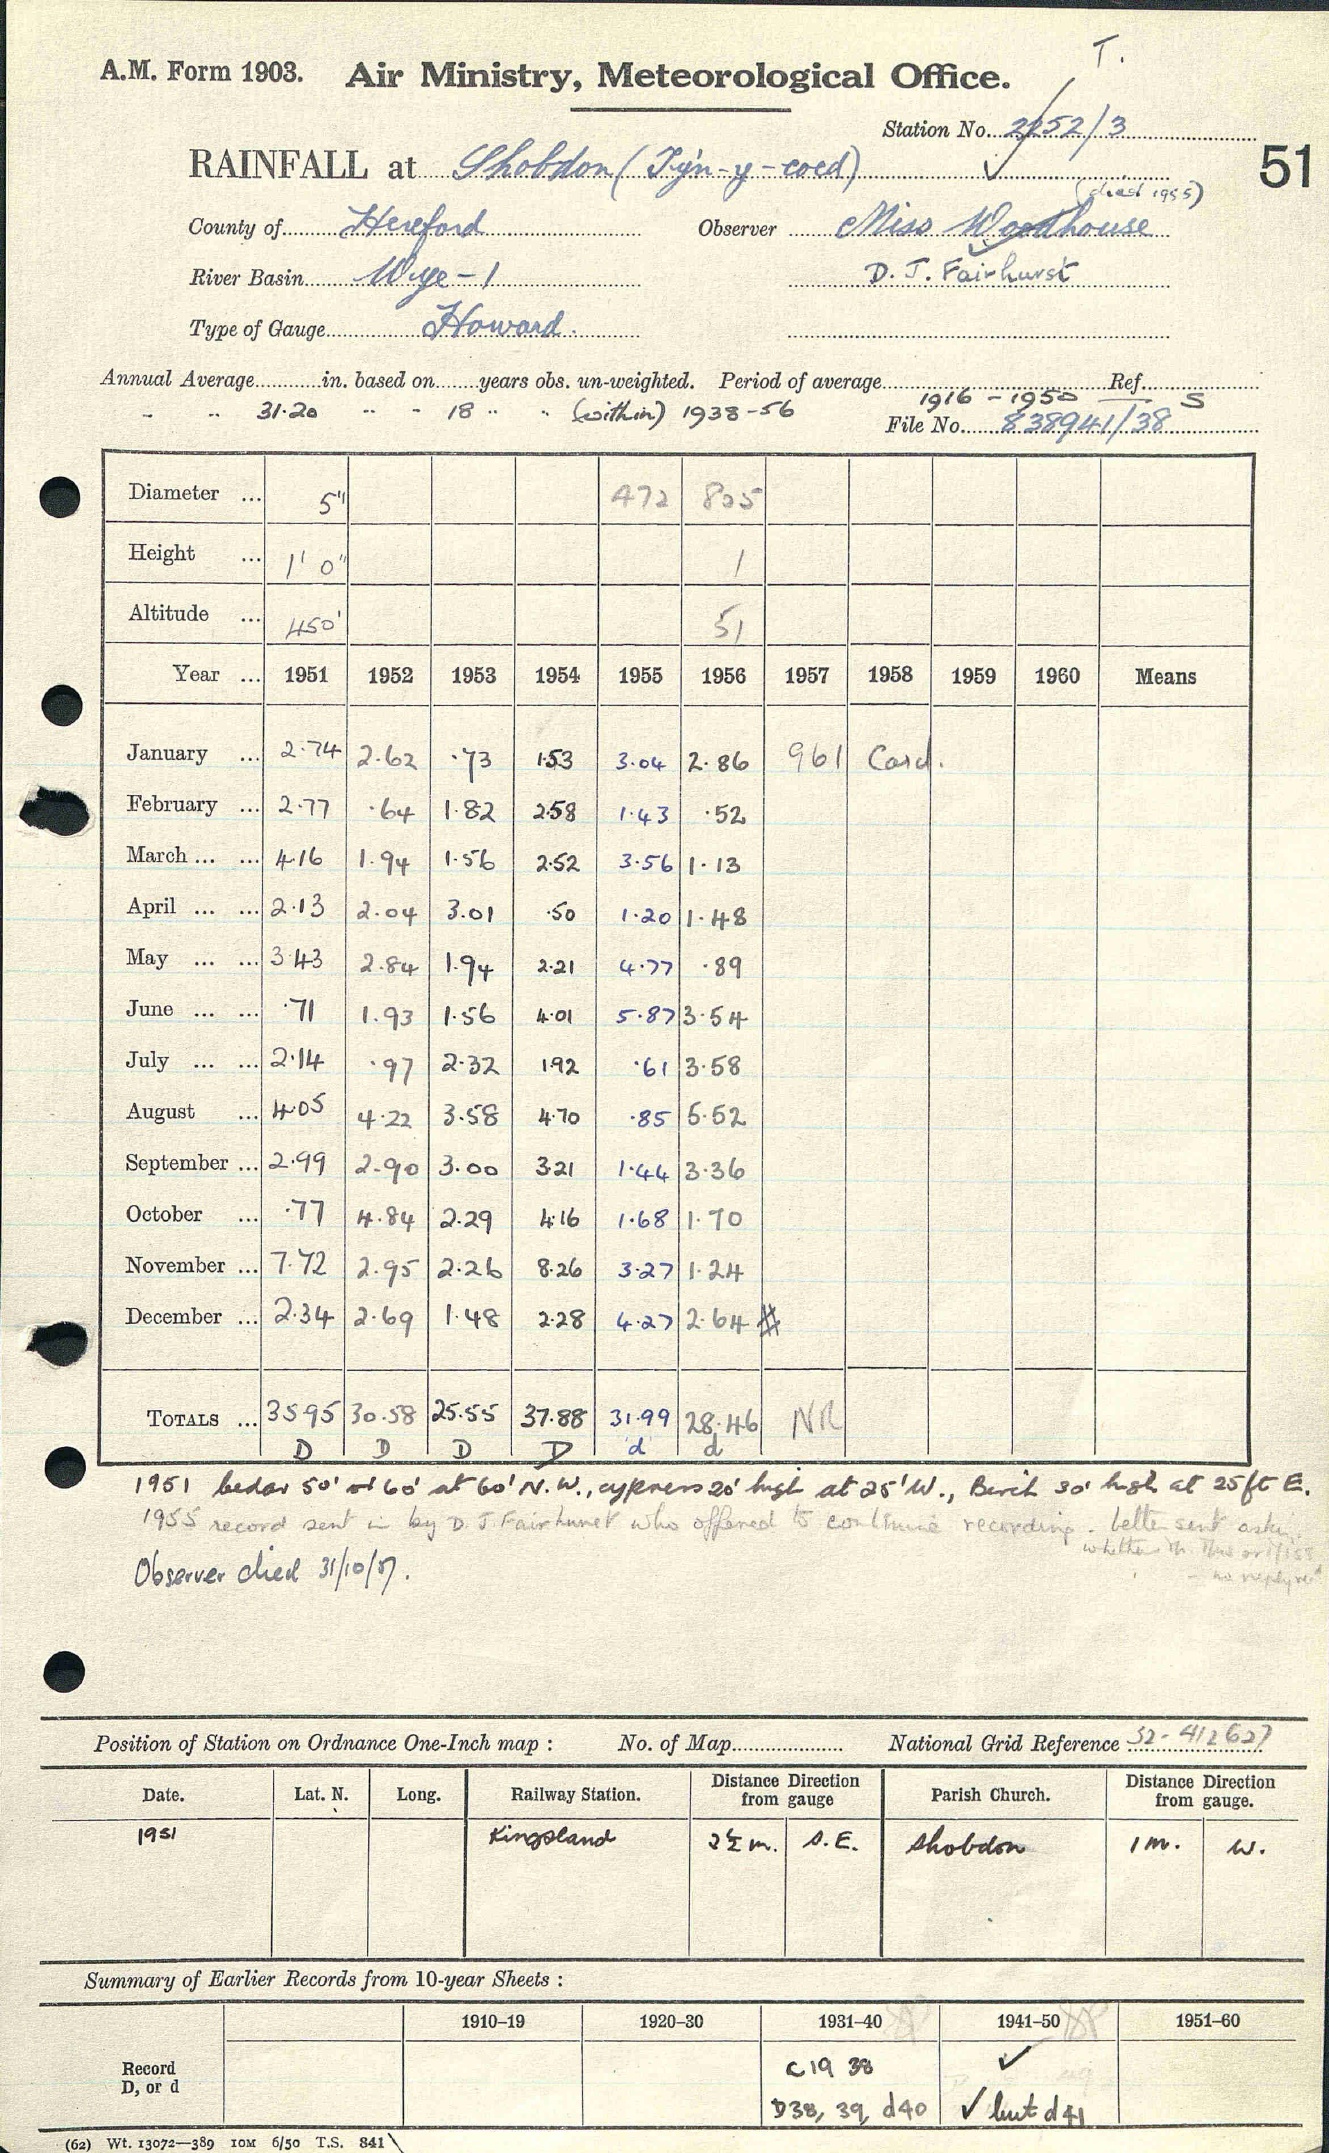 T.
A.M. Form 1903. Air Ministry, Meteorological Office.
Station No. 2252/3
RAINFALL at Shobdon (Ty'n-y-coed)
51
(died 1955)
County of Hereford Observer Miss Woodhouse
River Basin Wye-1 D. J. Fairhurst
Type of Gauge Howard.
Annual Average in. based on years obs. un-weighted. Period of average 1916-1950 Ref. S
" " 31.20 " " 18 " " (within) 1938-56
File No. 838941/38
Diameter ... 5" 472 805
Height ... 1' 0" 1
Altitude ... 450' 51
Year ... 1951 1952 1953 1954 1955 1956 1957 1958 1959 1960 Means
January ... 2.74 2.62 .73 1.53 3.04 2.86 961 Card.
February ... 2.77 .64 1.82 2.58 1.43 .52
March ... ... 4.16 1.94 1.56 2.52 3.56 1.13
April ... ... 2.13 2.04 3.01 .50 1.20 1.48
May ... ... 3.43 2.84 1.94 2.21 4.77 .89
June ... ... .71 1.93 1.56 4.01 5.87 3.54
July ... ... 2.14 .97 2.32 1.92 .61 3.58
August ... 4.05 4.22 3.58 4.70 .85 5.52
September ... 2.99 2.90 3.00 3.21 1.44 3.36
October ... .77 4.84 2.29 4.16 1.68 1.70
November ... 7.72 2.95 2.26 8.26 3.27 1.24
December ... 2.34 2.69 1.48 2.28 4.27 2.64 #
TOTALS ... 35.95 30.58 25.55 37.88 31.99 28.46 NR
D D D D d d
1951 cedar 50' or 60' at 60' N.W., cypress 20' high at 25' W., Birch 30' high at 25 ft E.
1955 record sent in by D. J. Fairhurst who offered to continue recording. letter sent asking
whether in this
- no reply
Observer died 31/10/57.
Position of Station on Ordnance One-Inch map : No. of Map National Grid Reference 32-412627
Date. Lat. N. Long. Railway Station. Distance Direction from gauge Parish Church. Distance Direction from gauge.
1951 Kingsland 2½ m. S.E. Shobdon 1 m. W.
Summary of Earlier Records from 10-year Sheets :
1910–19 1920–30 1931–40 1941–50 1951–60
Record D, or d
C19 38 ✓
D38, 39, d40 ✓ but d41
(62) Wt. 13072—389 10M 6/50 T.S. 841